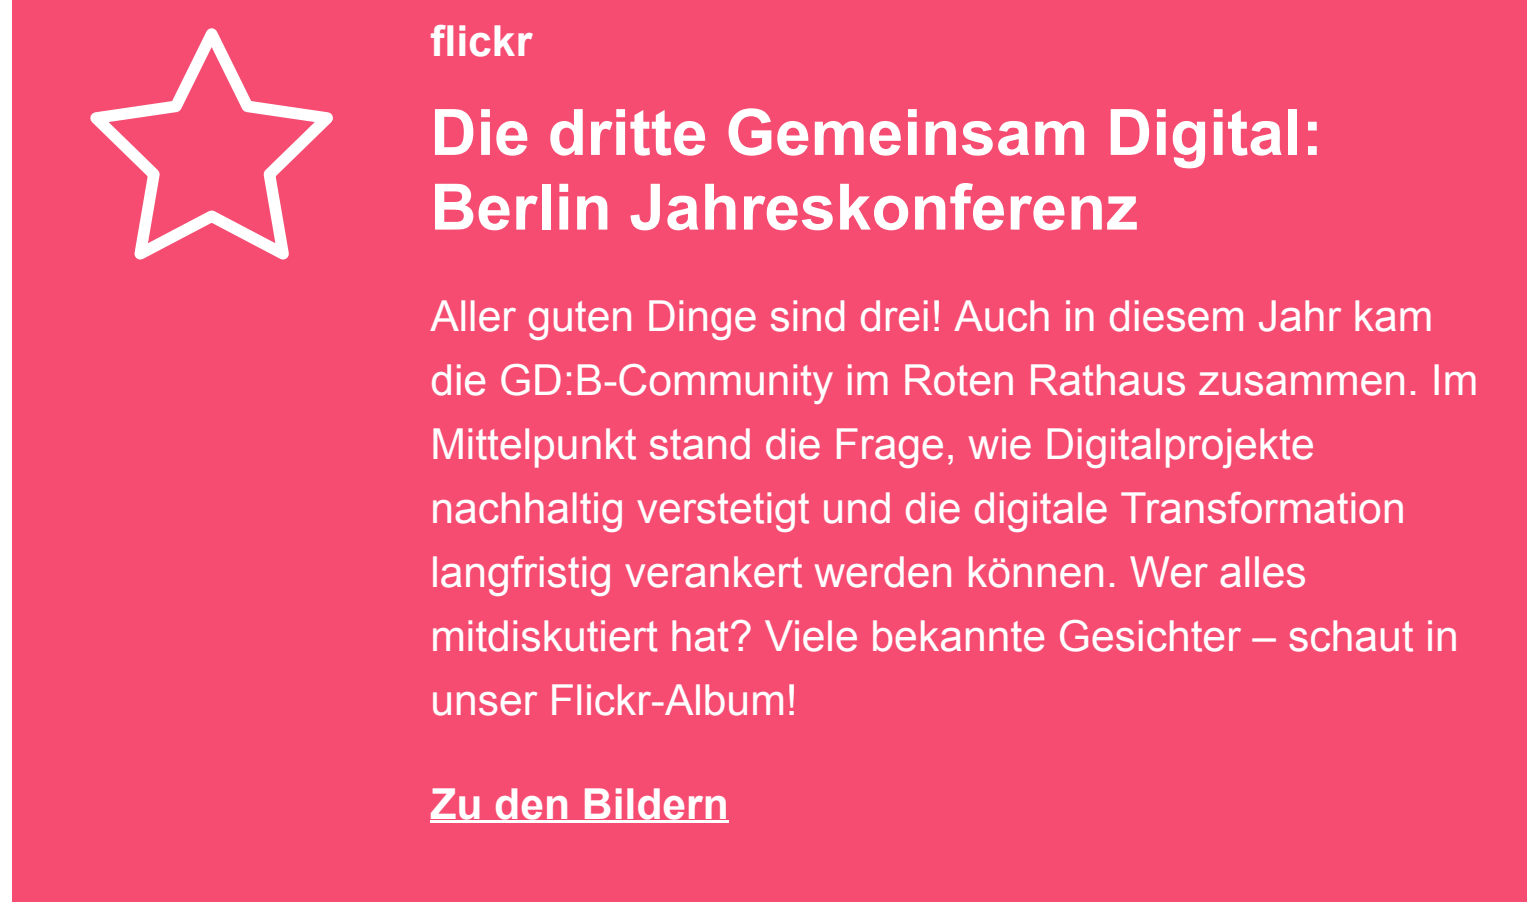 flickr
Die dritte Gemeinsam Digital:
Berlin Jahreskonferenz
Aller guten Dinge sind drei! Auch in diesem Jahr kam
die GD:B-Community im Roten Rathaus zusammen. Im
Mittelpunkt stand die Frage, wie Digitalprojekte
nachhaltig verstetigt und die digitale Transformation
langfristig verankert werden können. Wer alles
mitdiskutiert hat? Viele bekannte Gesichter – schaut in
unser Flickr-Album!
Zu den Bildern